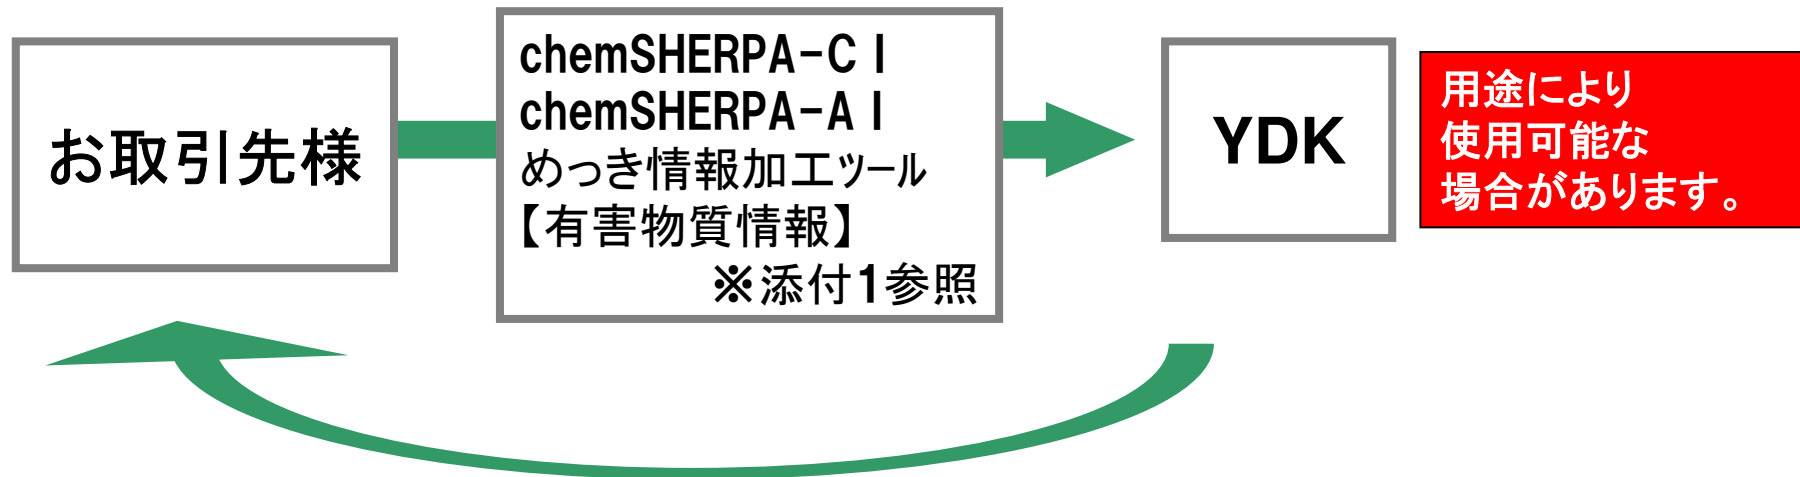 お取引先様
chemSHERPA-CI
chemSHERPA-AI
めっき情報加工ﾂｰﾙ
【有害物質情報】
※添付1参照
YDK
用途により
使用可能な
場合があります。